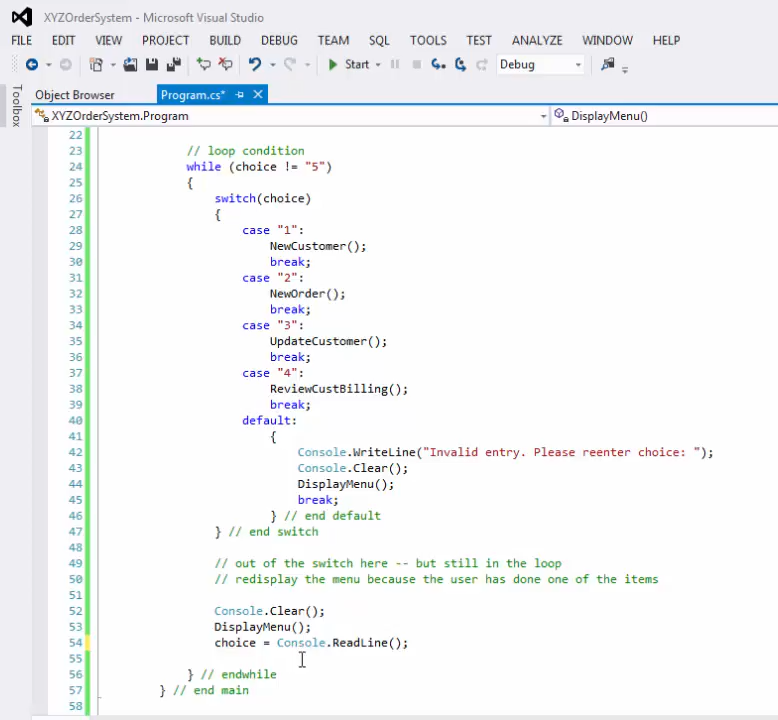 XYZOrderSystem - Microsoft Visual Studio
FILE EDIT VIEW PROJECT BUILD DEBUG TEAM SQL TOOLS TEST ANALYZE WINDOW HELP
Start Debug
Toolbox
Object Browser Program.cs*
XYZOrderSystem.Program DisplayMenu()
22
23 // loop condition
24 while (choice != "5")
25 {
26 switch(choice)
27 {
28 case "1":
29 NewCustomer();
30 break;
31 case "2":
32 NewOrder();
33 break;
34 case "3":
35 UpdateCustomer();
36 break;
37 case "4":
38 ReviewCustBilling();
39 break;
40 default:
41 {
42 Console.WriteLine("Invalid entry. Please reenter choice: ");
43 Console.Clear();
44 DisplayMenu();
45 break;
46 } // end default
47 } // end switch
48
49 // out of the switch here -- but still in the loop
50 // redisplay the menu because the user has done one of the items
51
52 Console.Clear();
53 DisplayMenu();
54 choice = Console.ReadLine();
55
56 } // endwhile
57 } // end main
58